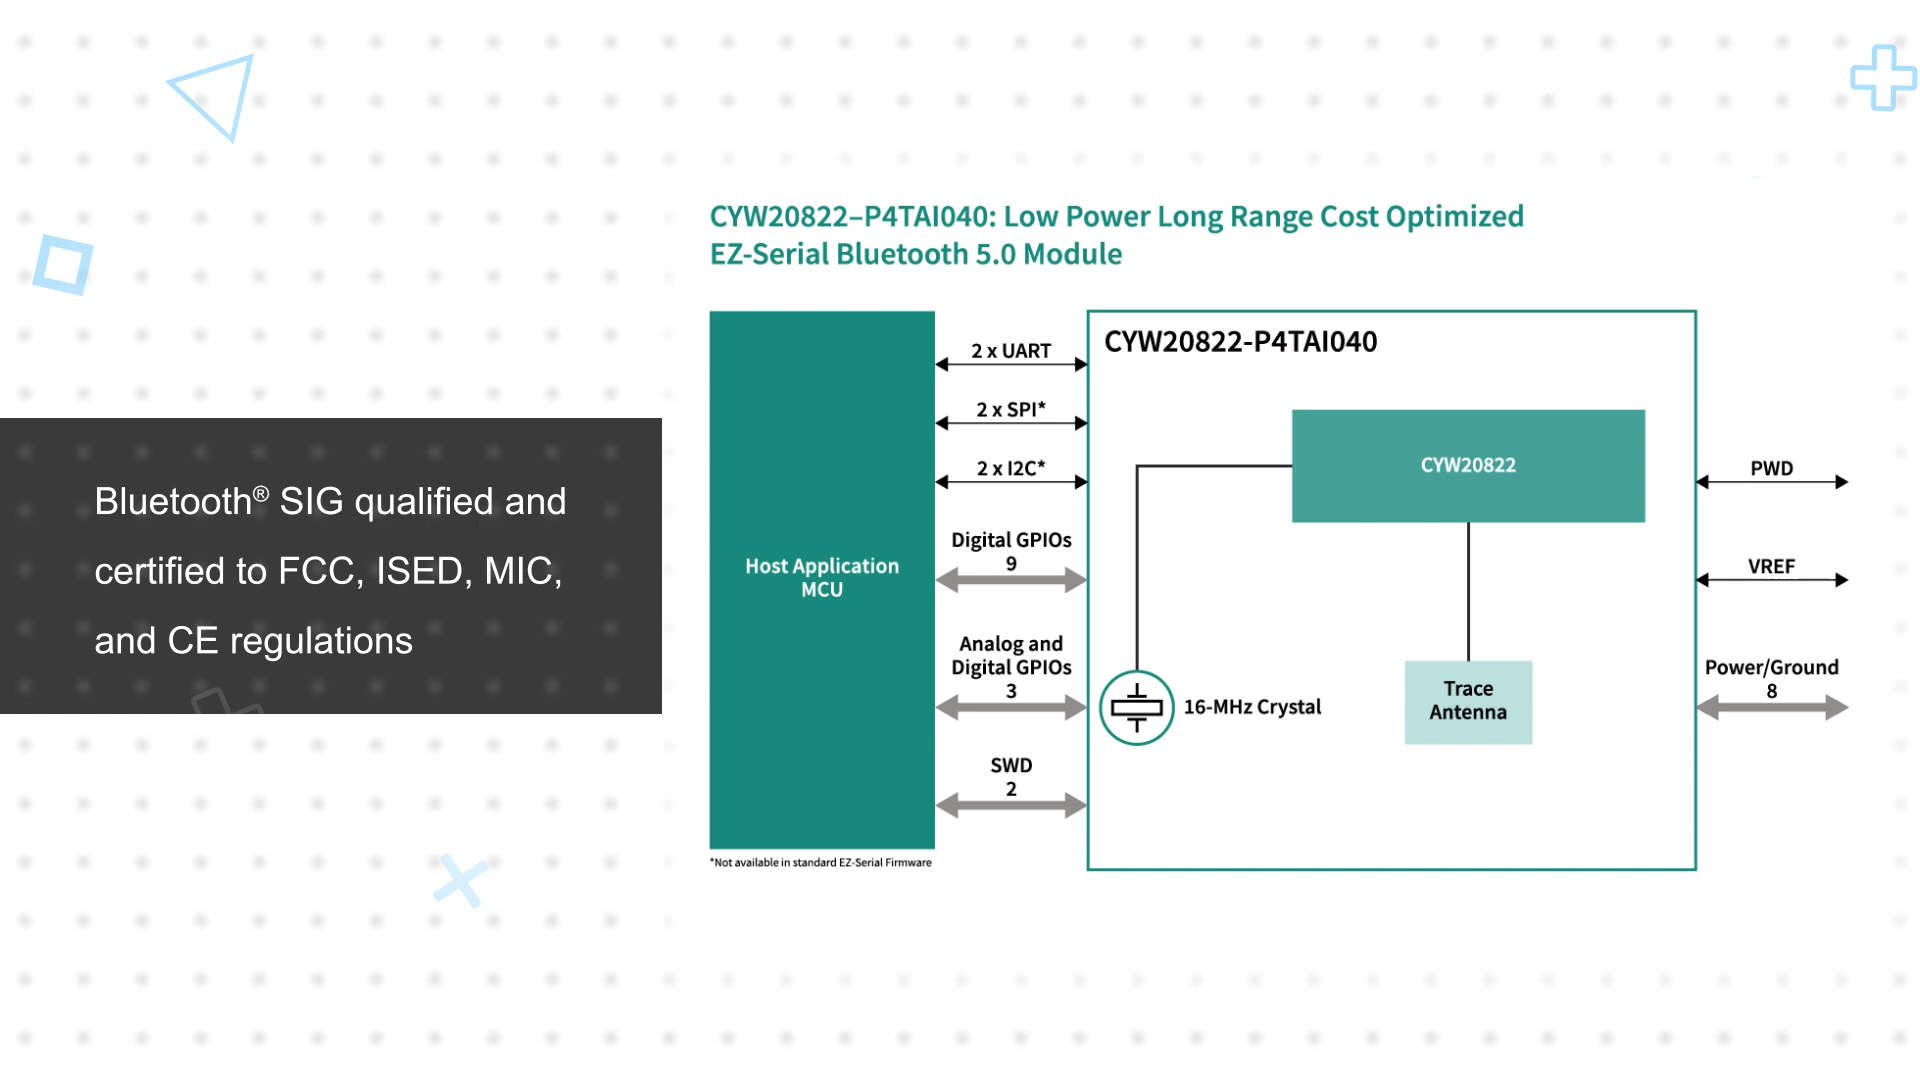 CYW20822–P4TAI040: Low Power Long Range Cost Optimized
EZ-Serial Bluetooth 5.0 Module
Bluetooth® SIG qualified and
certified to FCC, ISED, MIC,
and CE regulations
Host Application
MCU
2 x UART
2 x SPI*
2 x I2C*
Digital GPIOs
9
Analog and
Digital GPIOs
3
SWD
2
*Not available in standard EZ-Serial Firmware
CYW20822-P4TAI040
CYW20822
16-MHz Crystal
Trace
Antenna
PWD
VREF
Power/Ground
8